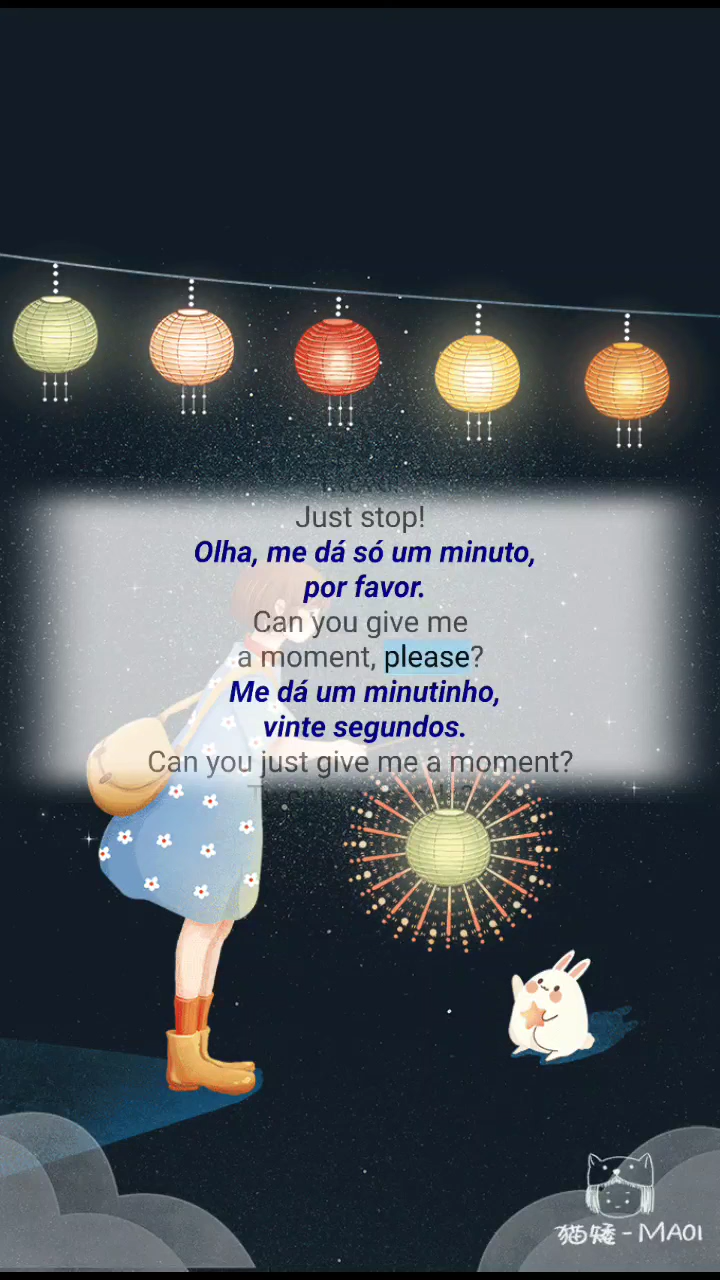 Just stop!
Olha, me dá só um minuto,
por favor.
Can you give me
a moment, please?
Me dá um minutinho,
vinte segundos.
Can you just give me a moment?
猫矮-MAOI